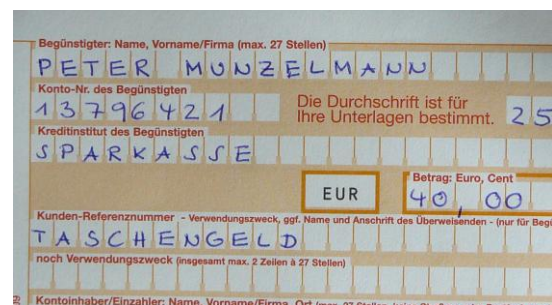 Begünstigter: Name, Vorname/Firma (max. 27 Stellen)
PETER MUNZELMANN
Konto-Nr. des Begünstigten
13796421
Die Durchschrift ist für
Ihre Unterlagen bestimmt.
25
Kreditinstitut des Begünstigten
SPARKASSE
EUR
Betrag: Euro, Cent
40,00
Kunden-Referenznummer - Verwendungszweck, ggf. Name und Anschrift des Überweisenden - (nur für Begü
TASCHENGELD
noch Verwendungszweck (insgesamt max. 2 Zeilen à 27 Stellen)
Kontoinhaber/Einzahler: Name, Vorname/Firma, Ort